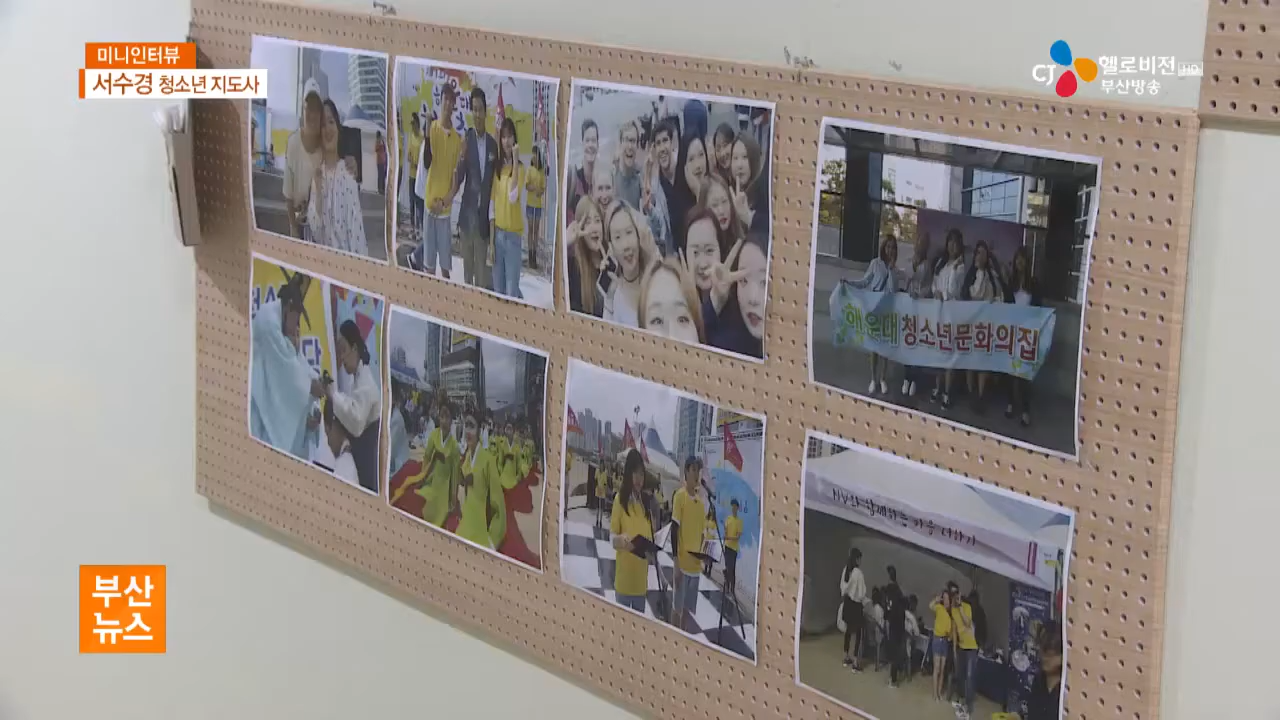 미니인터뷰
서수경 청소년 지도사
CJ 헬로비전 HD
부산방송
해운대청소년문화의집
부산
뉴스